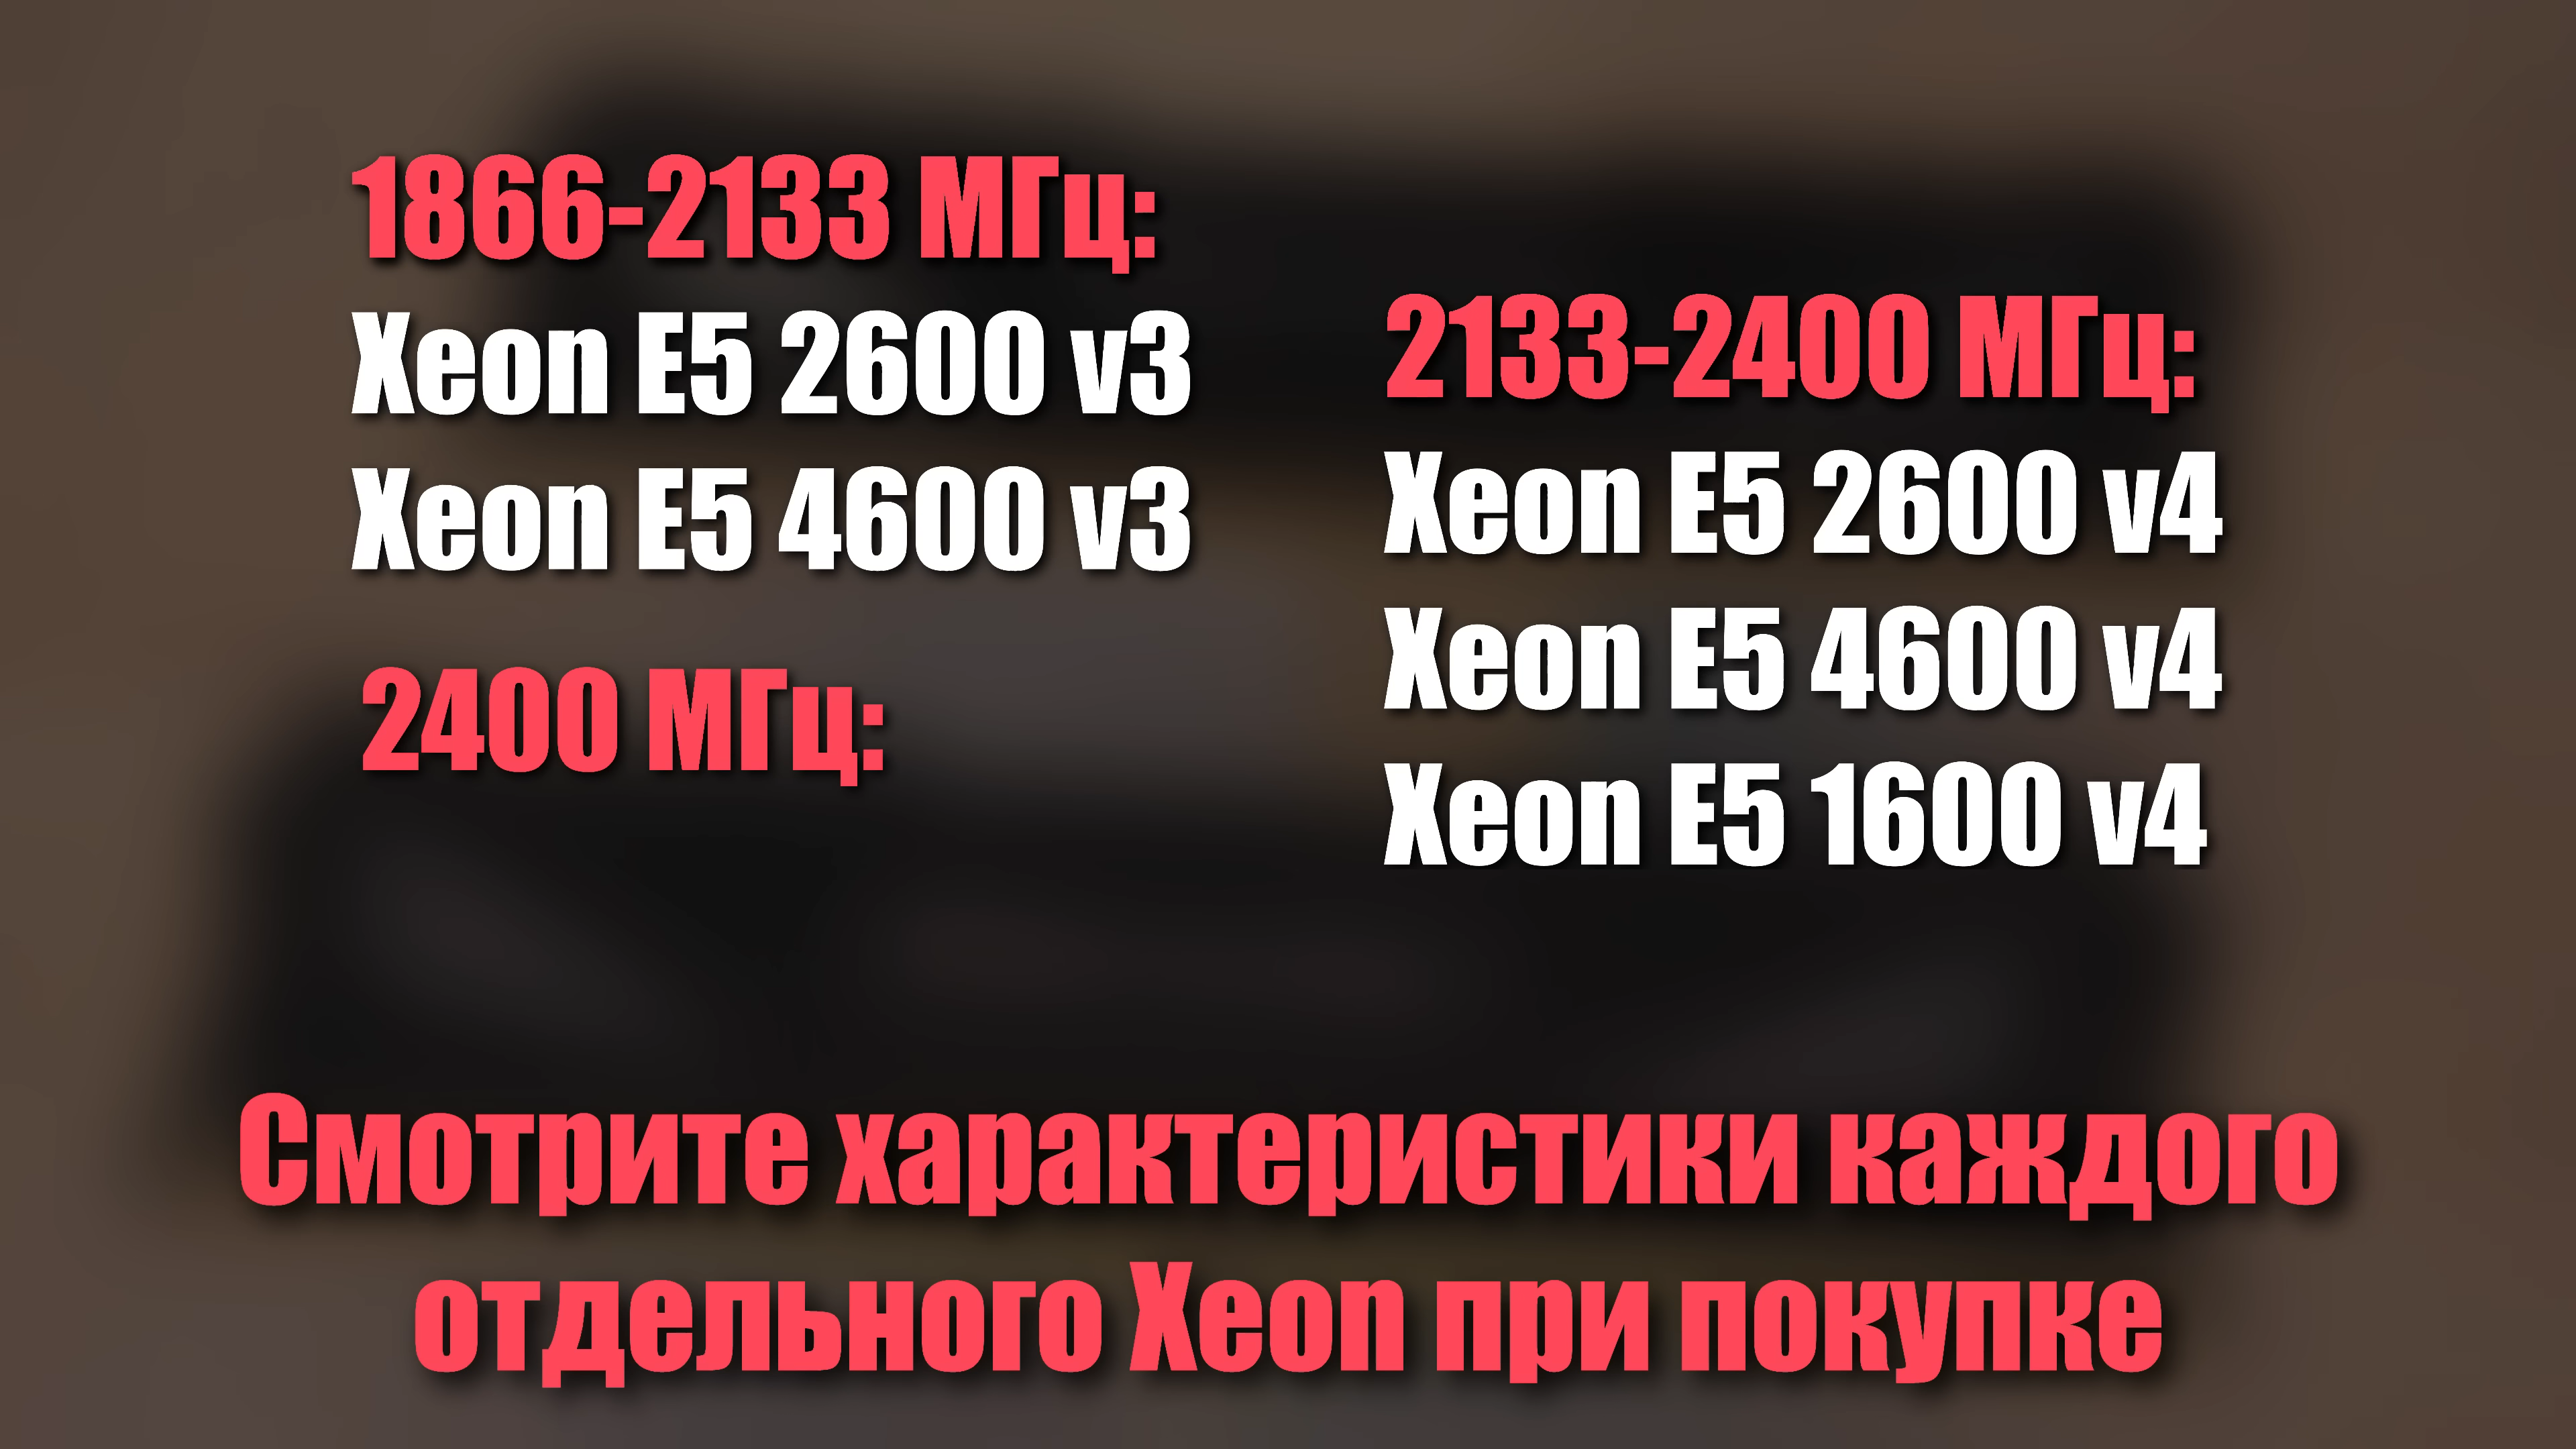 1866-2133 МГц:
Xeon E5 2600 v3
Xeon E5 4600 v3
2400 МГц:
2133-2400 МГц:
Xeon E5 2600 v4
Xeon E5 4600 v4
Xeon E5 1600 v4
Смотрите характеристики каждого
отдельного Xeon при покупке